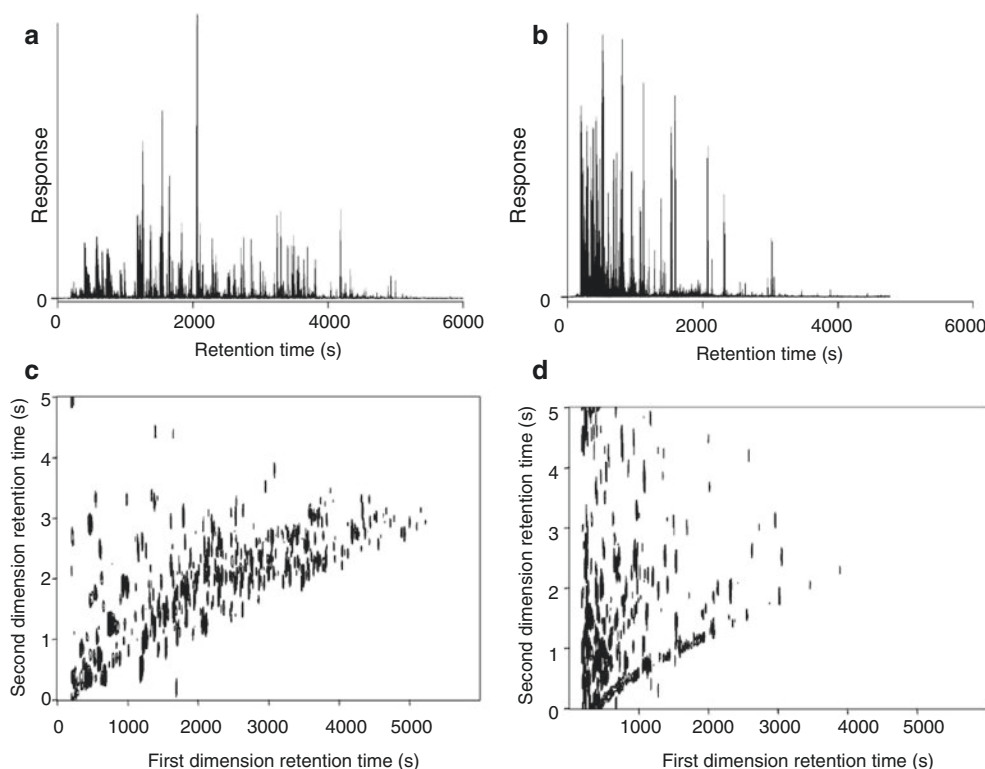 a
Response
0
0 2000 4000 6000
Retention time (s)
b
Response
0
0 2000 4000 6000
Retention time (s)
c
Second dimension retention time (s)
5
4
3
2
1
0
0 1000 2000 3000 4000 5000
First dimension retention time (s)
d
Second dimension retention time (s)
5
4
3
2
1
0
1000 2000 3000 4000 5000
First dimension retention time (s)